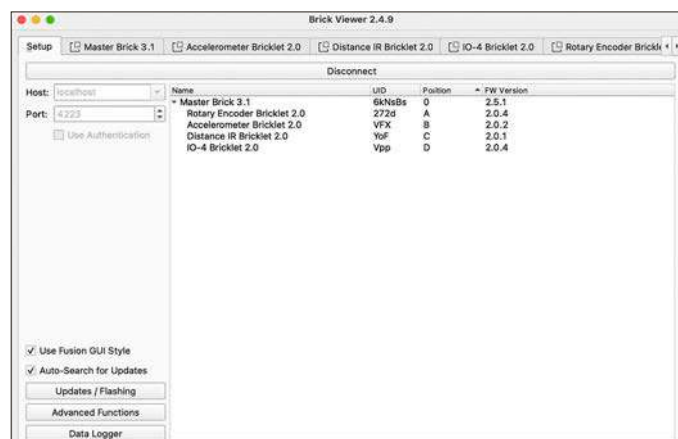 Brick Viewer 2.4.9
Setup Master Brick 3.1 Accelerometer Bricklet 2.0 Distance IR Bricklet 2.0 IO-4 Bricklet 2.0 Rotary Encoder Brickle
Disconnect
Host: localhost
Port: 4223
Use Authentication
Name UID Position FW Version
Master Brick 3.1 6kNsBs 0 2.5.1
Rotary Encoder Bricklet 2.0 272d A 2.0.4
Accelerometer Bricklet 2.0 VFX B 2.0.2
Distance IR Bricklet 2.0 YoF C 2.0.1
IO-4 Bricklet 2.0 Vpp D 2.0.4
Use Fusion GUI Style
Auto-Search for Updates
Updates / Flashing
Advanced Functions
Data Logger